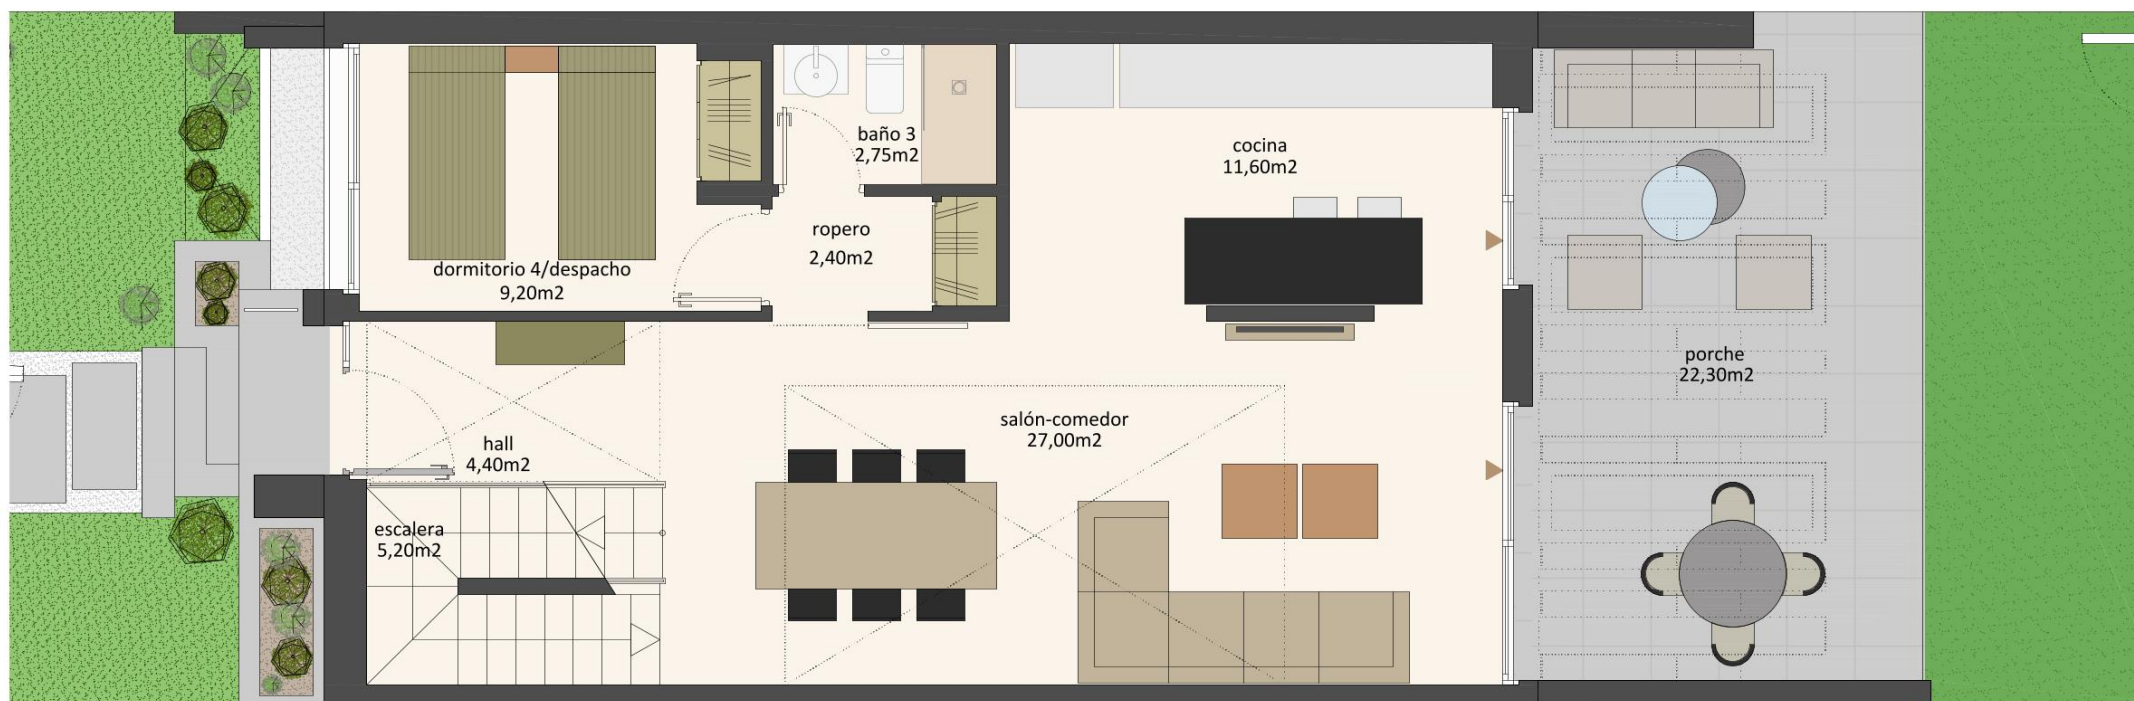 baño 3
2,75m2
cocina
11,60m2
ropero
2,40m2
dormitorio 4/despacho
9,20m2
porche
22,30m2
salón-comedor
27,00m2
hall
4,40m2
escalera
5,20m2